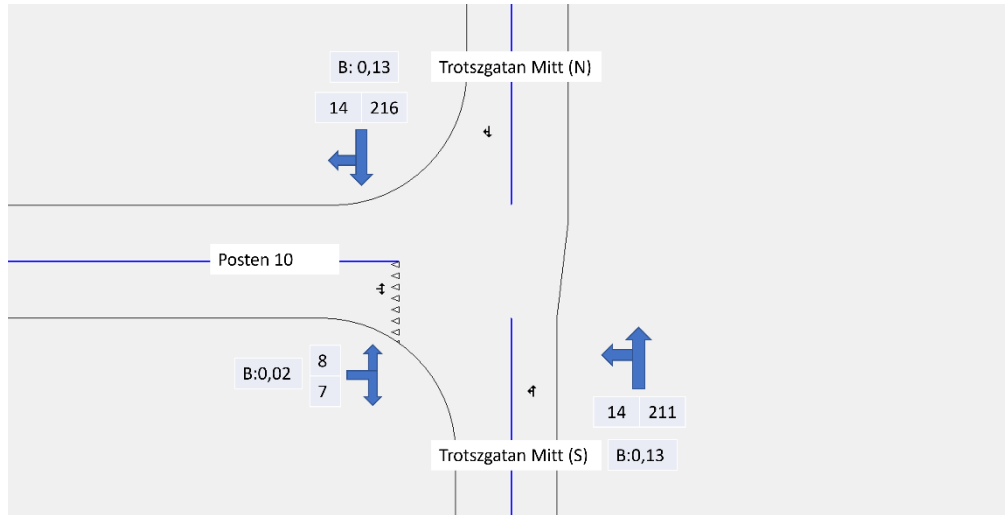 B: 0,13
Trotszgatan Mitt (N)
14 216
Posten 10
B:0,02
8
7
14 211
Trotszgatan Mitt (S)
B:0,13